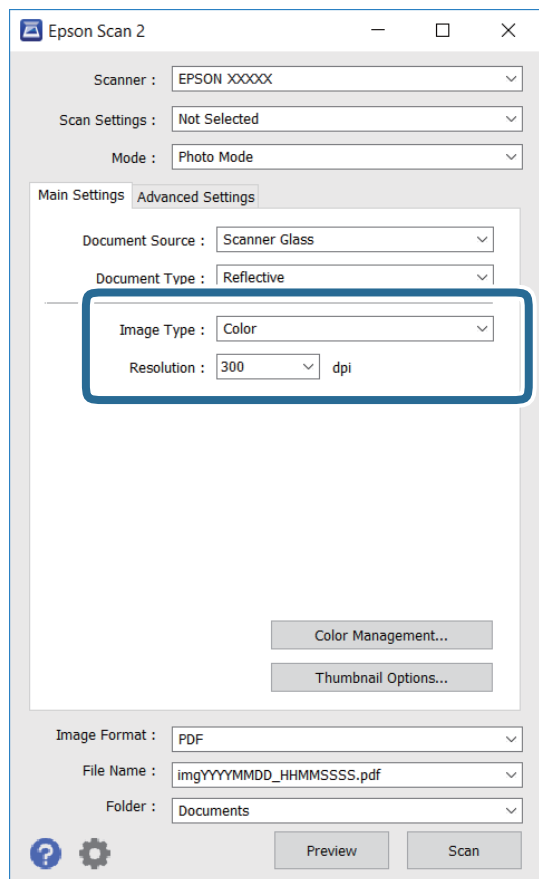 Epson Scan 2
Scanner : EPSON XXXXX
Scan Settings : Not Selected
Mode : Photo Mode
Main Settings Advanced Settings
Document Source : Scanner Glass
Document Type : Reflective
Image Type : Color
Resolution : 300 dpi
Color Management...
Thumbnail Options...
Image Format : PDF
File Name : imgYYYYMMDD_HHMMSSSS.pdf
Folder : Documents
? Preview Scan